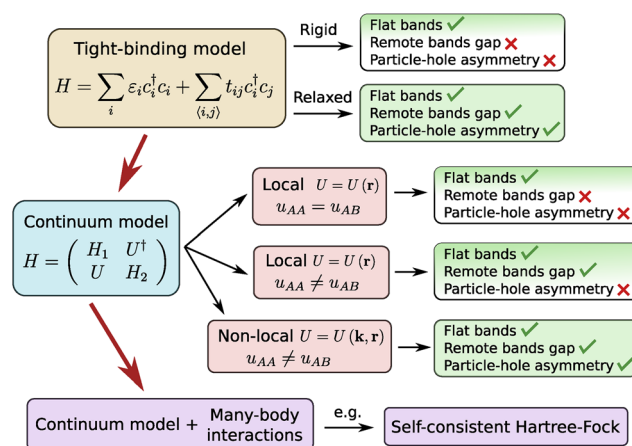 Tight-binding model
H = ∑_i ε_i c_i^† c_i + ∑_⟨i,j⟩ t_ij c_i^† c_j
Rigid
Flat bands ✓
Remote bands gap ✗
Particle-hole asymmetry ✗
Relaxed
Flat bands ✓
Remote bands gap ✓
Particle-hole asymmetry ✓
Continuum model
H = ( H_1 U^†
U H_2 )
Local U = U(r)
u_AA = u_AB
Flat bands ✓
Remote bands gap ✗
Particle-hole asymmetry ✗
Local U = U(r)
u_AA ≠ u_AB
Flat bands ✓
Remote bands gap ✓
Particle-hole asymmetry ✗
Non-local U = U(k, r)
u_AA ≠ u_AB
Flat bands ✓
Remote bands gap ✓
Particle-hole asymmetry ✓
Continuum model + Many-body
interactions
e.g.
Self-consistent Hartree-Fock